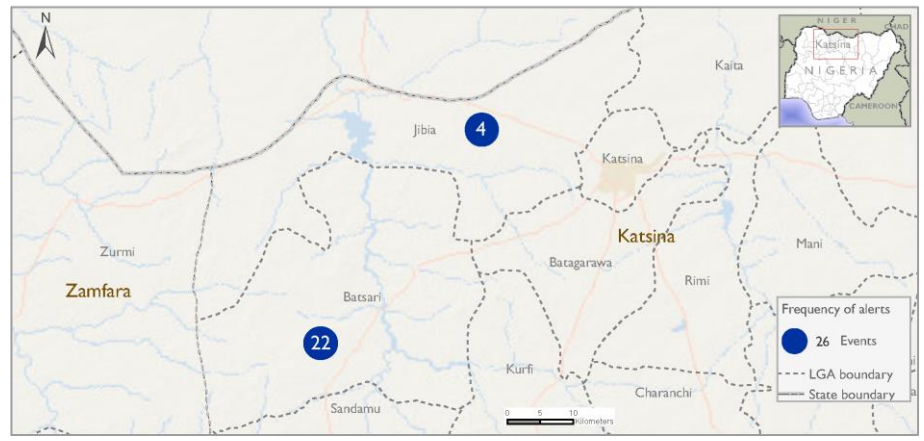 N
NIGER
CHAD
Katsina
NIGERIA
CAMEROON
Kaita
Jibia
4
Katsina
Zurmi
Zamfara
Katsina
Batagarawa
Mani
Rimi
Batsari
22
Kurfi
Sandamu
Charanchi
Frequency of alerts
26 Events
LGA boundary
State boundary
0 5 10
Kilometers